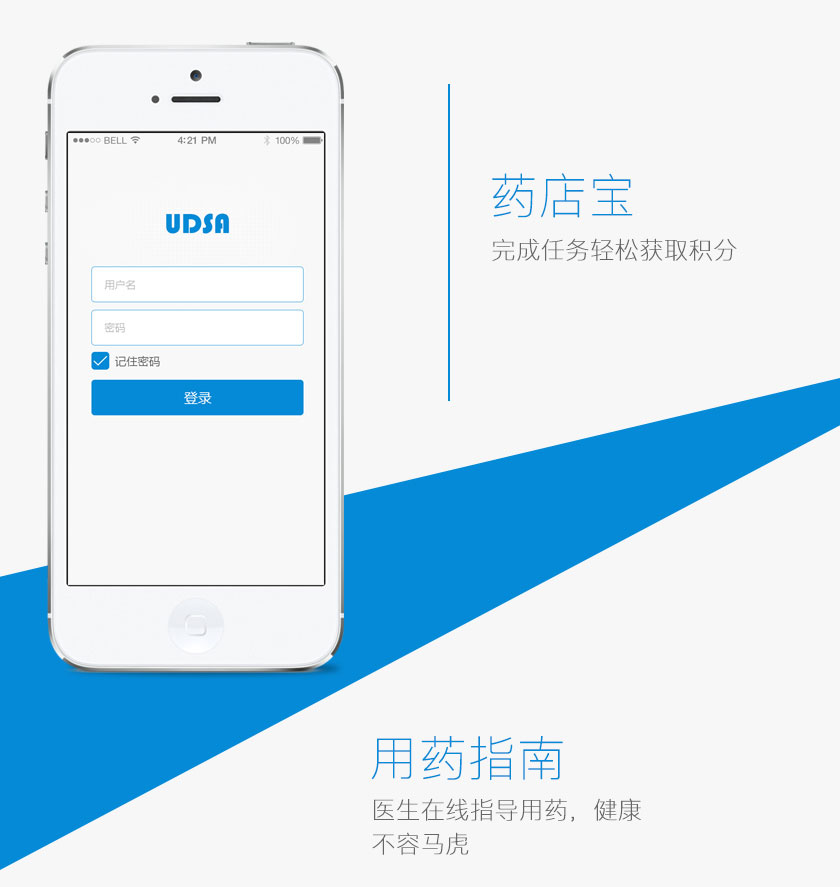 BELL 4:21 PM 100%
UDSA
用户名
密码
记住密码
登录
药店宝
完成任务轻松获取积分
用药指南
医生在线指导用药，健康
不容马虎